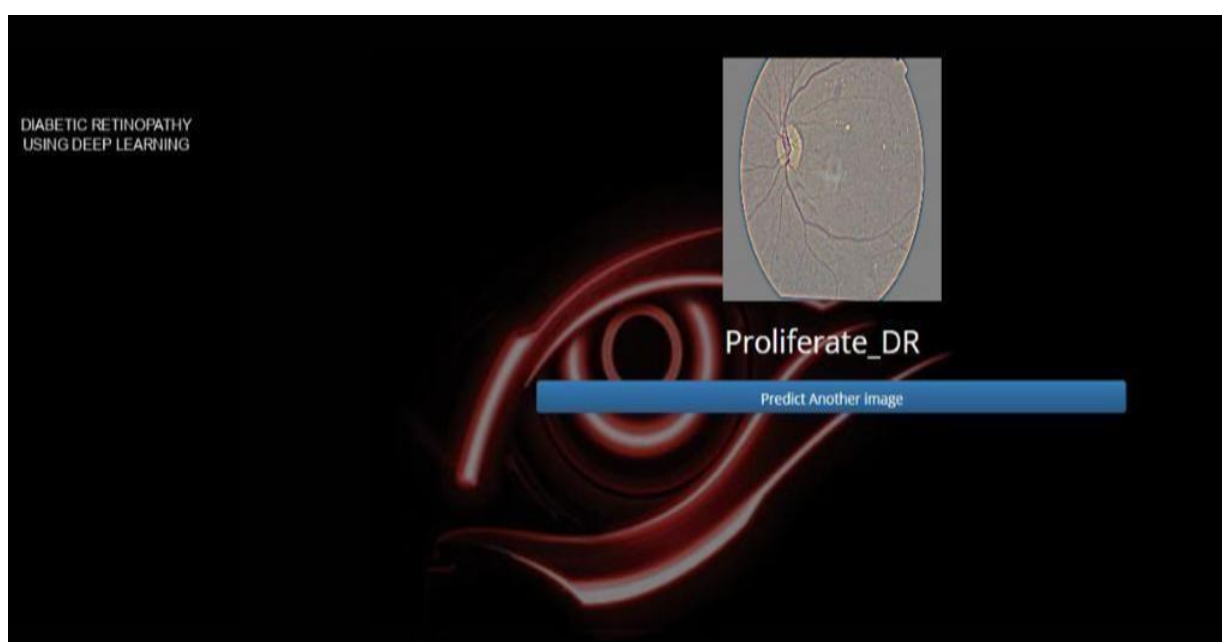 DIABETIC RETINOPATHY
USING DEEP LEARNING
Proliferate_DR
Predict Another image